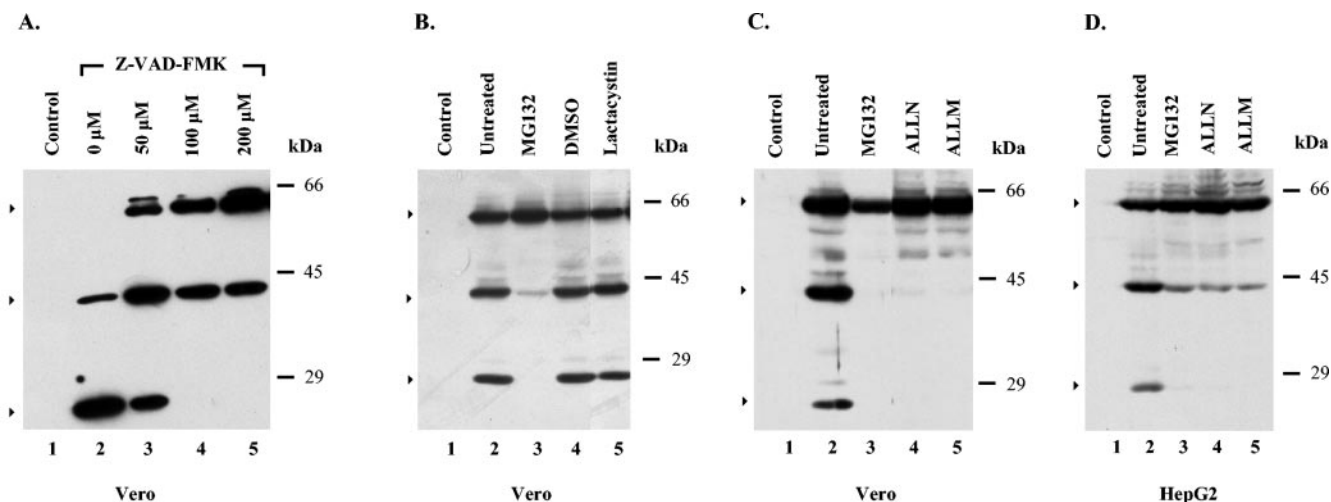 A.
Z-VAD-FMK
Control
0 µM
50 µM
100 µM
200 µM
kDa
66
45
29
1 2 3 4 5
Vero
B.
Control
Untreated
MG132
DMSO
Lactacystin
kDa
66
45
29
1 2 3 4 5
Vero
C.
Control
Untreated
MG132
ALLN
ALLM
kDa
66
45
29
1 2 3 4 5
Vero
D.
Control
Untreated
MG132
ALLN
ALLM
kDa
66
45
29
1 2 3 4 5
HepG2